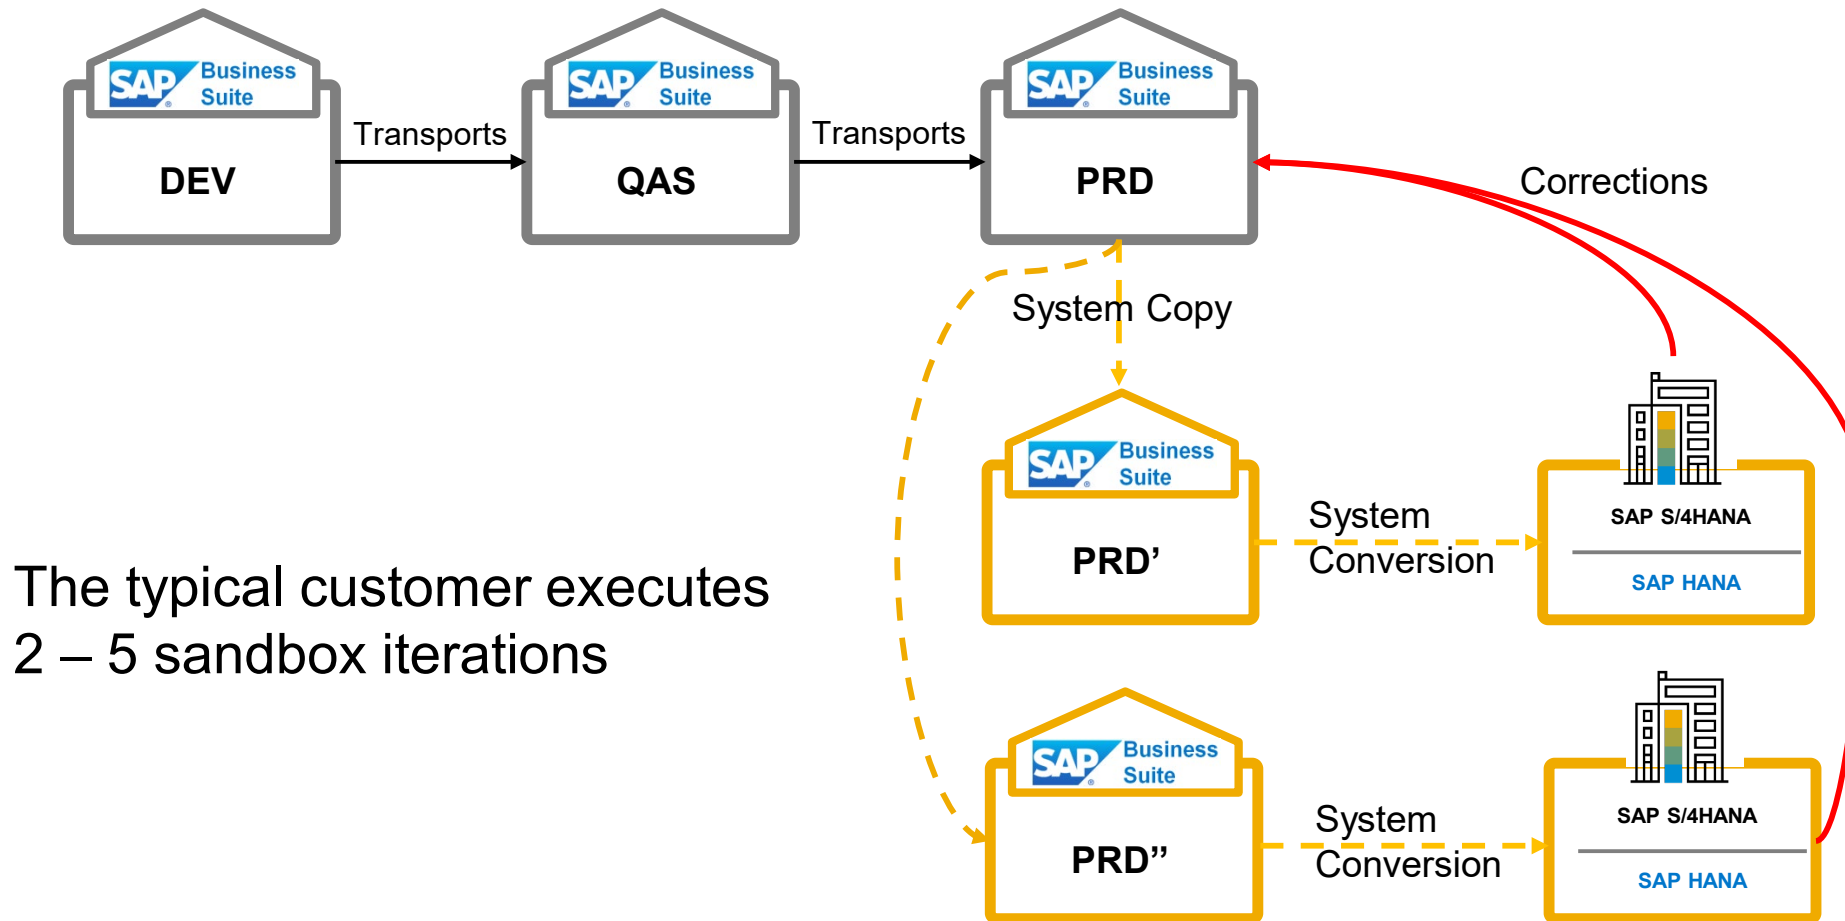 SAP® Business
Suite
DEV
Transports
SAP® Business
Suite
QAS
Transports
SAP® Business
Suite
PRD
Corrections
System Copy
SAP® Business
Suite
PRD’
System
Conversion
SAP S/4HANA
SAP HANA
The typical customer executes
2 – 5 sandbox iterations
SAP® Business
Suite
PRD’’
System
Conversion
SAP S/4HANA
SAP HANA